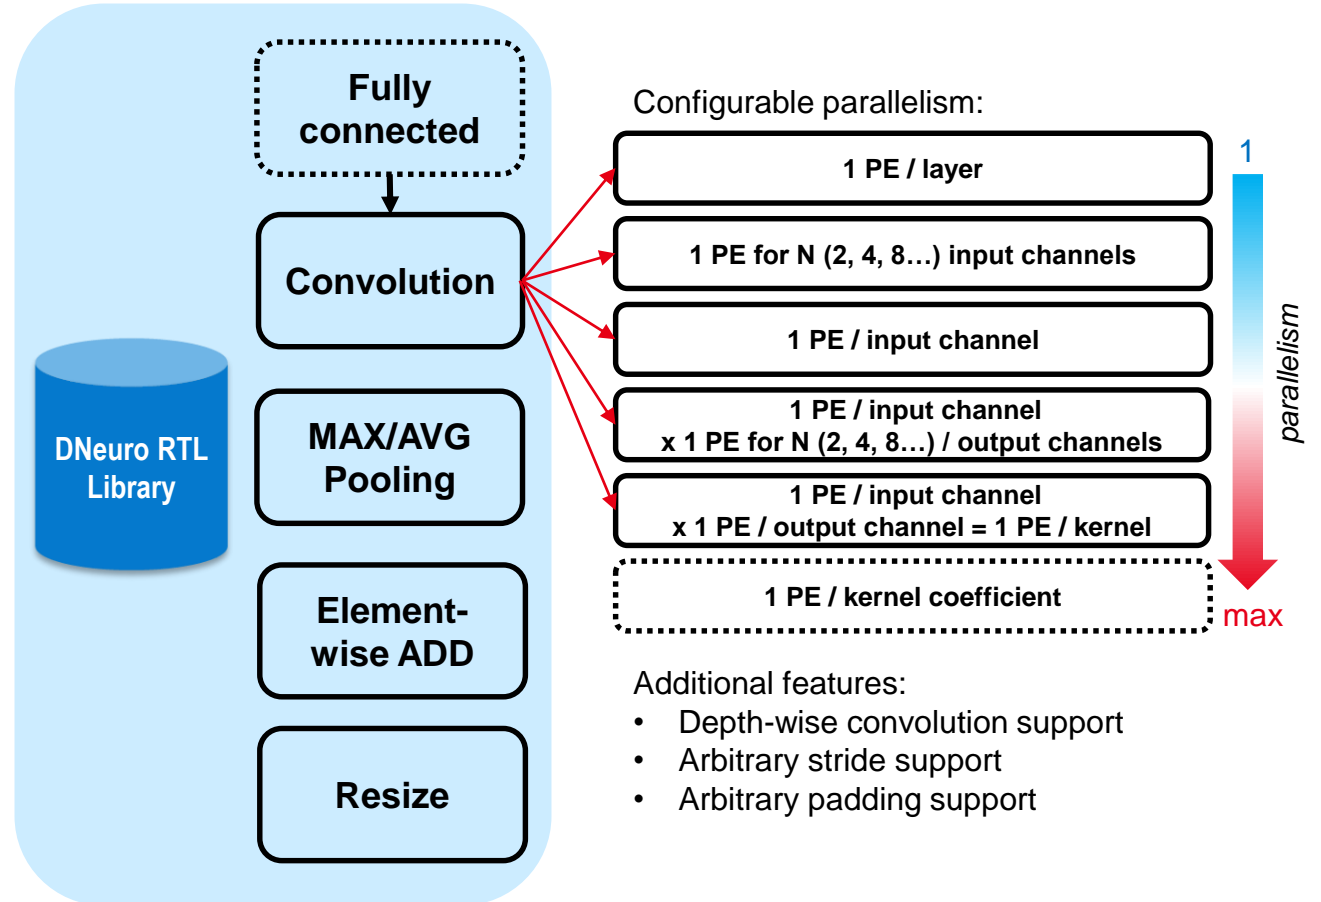 DNeuro RTL
Library
Fully
connected
Convolution
MAX/AVG
Pooling
Element-
wise ADD
Resize
Configurable parallelism:
1 PE / layer
1 PE for N (2, 4, 8…) input channels
1 PE / input channel
1 PE / input channel
x 1 PE for N (2, 4, 8…) / output channels
1 PE / input channel
x 1 PE / output channel = 1 PE / kernel
1 PE / kernel coefficient
1
parallelism
max
Additional features:
• Depth-wise convolution support
• Arbitrary stride support
• Arbitrary padding support